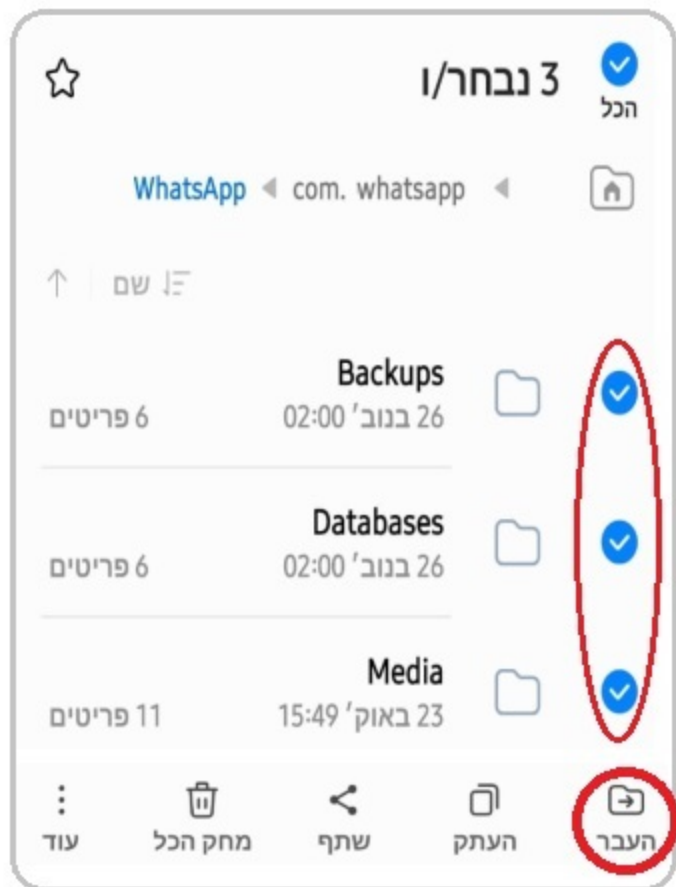 3 נבחר/ו
הכל
com. whatsapp ◀ WhatsApp
שם
Backups
26 בנוב׳ 02:00
6 פריטים
Databases
26 בנוב׳ 02:00
6 פריטים
Media
23 באוק׳ 15:49
11 פריטים
העבר
העתק
שתף
מחק הכל
עוד